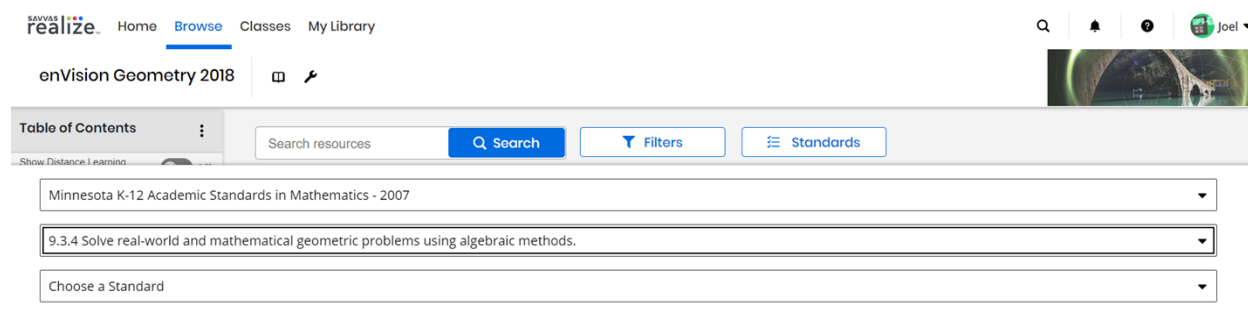 SAVVAS
realize. Home Browse Classes My Library Joel
enVision Geometry 2018
Table of Contents
Search resources Search Filters Standards
Show Distance Learning
Minnesota K-12 Academic Standards in Mathematics - 2007
9.3.4 Solve real-world and mathematical geometric problems using algebraic methods.
Choose a Standard